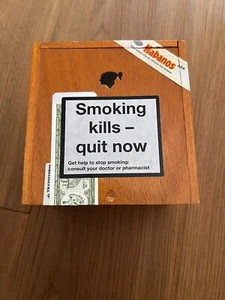 Habanos
Smoking
kills –
quit now
Get help to stop smoking:
consult your doctor or pharmacist